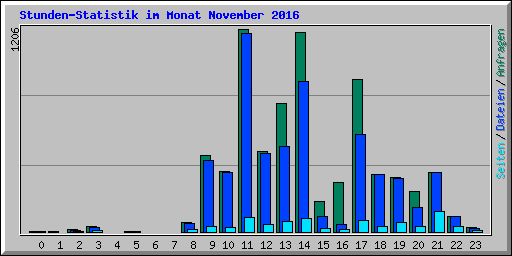 Stunden-Statistik im Monat November 2016
1206
Seiten/Dateien/Anfragen
0 1 2 3 4 5 6 7 8 9 10 11 12 13 14 15 16 17 18 19 20 21 22 23